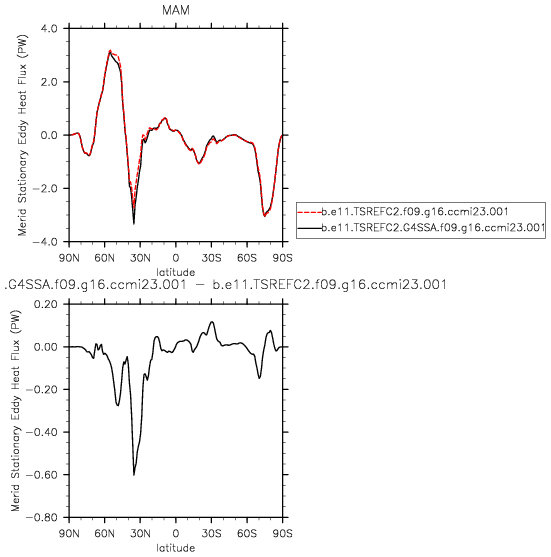 MAM
Merid Stationary Eddy Heat Flux (PW)
4.0
2.0
0.0
−2.0
−4.0
90N 60N 30N 0 30S 60S 90S
latitude
b.e11.TSREFC2.f09.g16.ccmi23.001
b.e11.TSREFC2.G4SSA.f09.g16.ccmi23.001
.G4SSA.f09.g16.ccmi23.001 − b.e11.TSREFC2.f09.g16.ccmi23.001
Merid Stationary Eddy Heat Flux (PW)
0.20
0.00
−0.20
−0.40
−0.60
−0.80
90N 60N 30N 0 30S 60S 90S
latitude